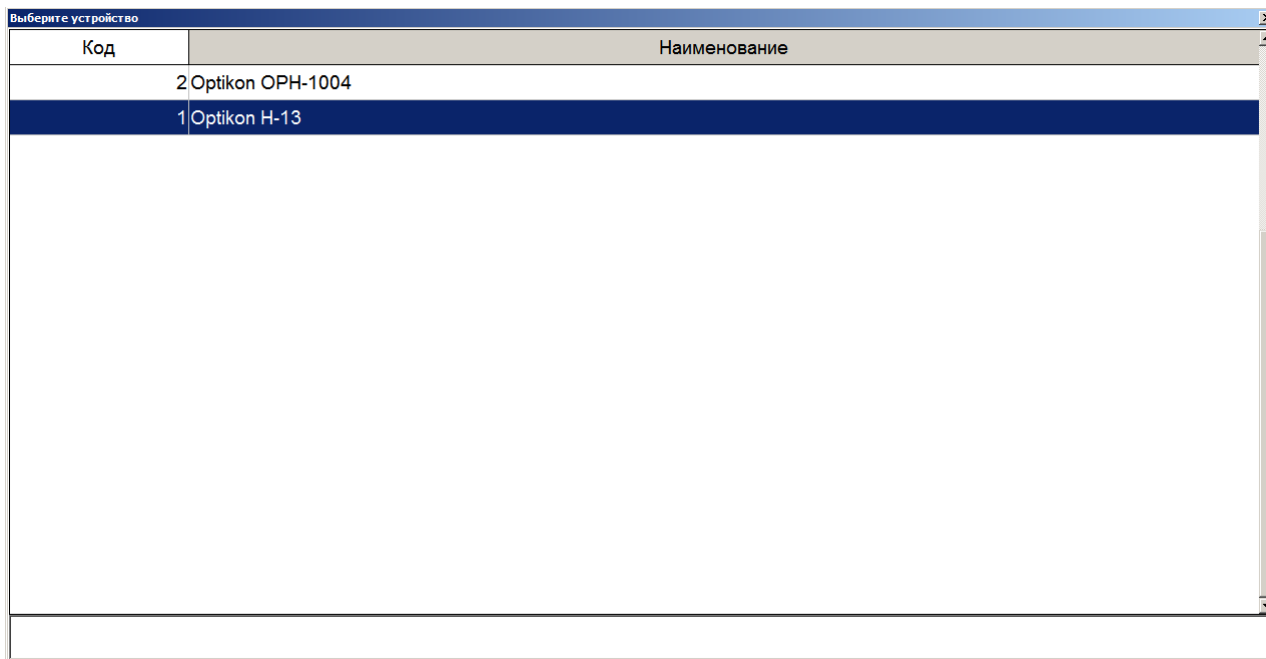 Выберите устройство
Код Наименование
2 Optikon OPH-1004
1 Optikon H-13